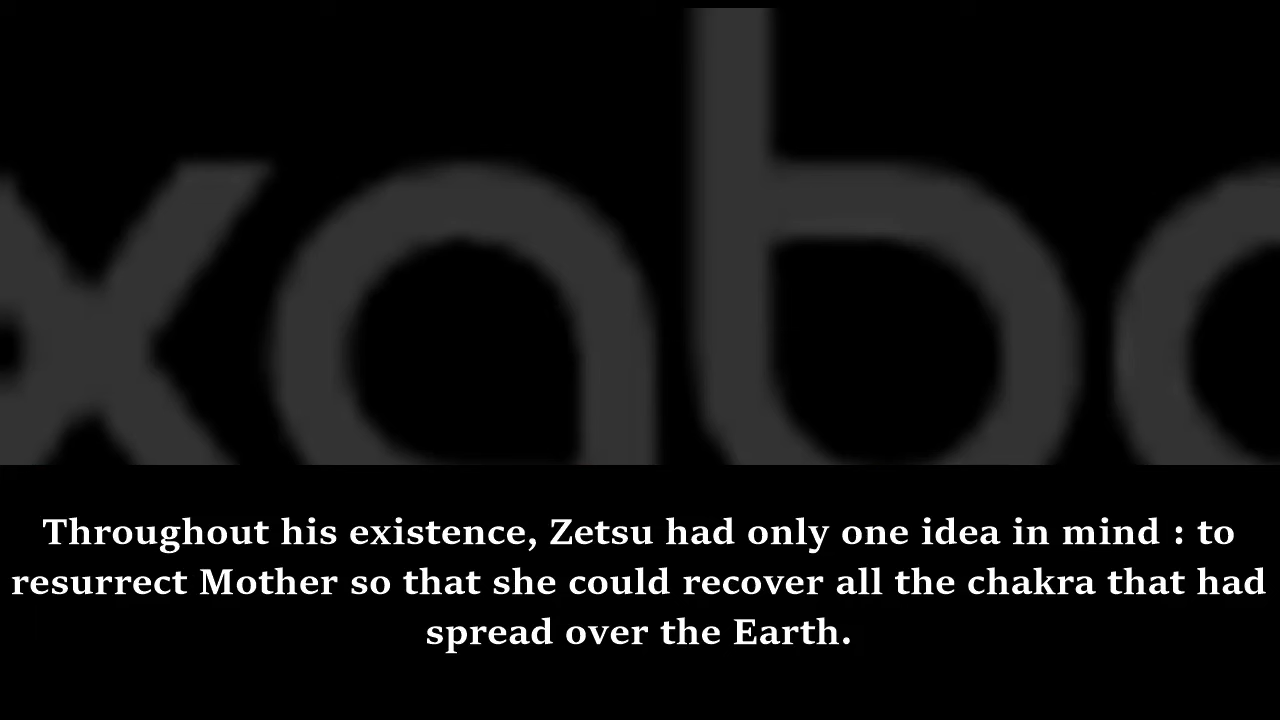 xab
Throughout his existence, Zetsu had only one idea in mind : to
resurrect Mother so that she could recover all the chakra that had
spread over the Earth.